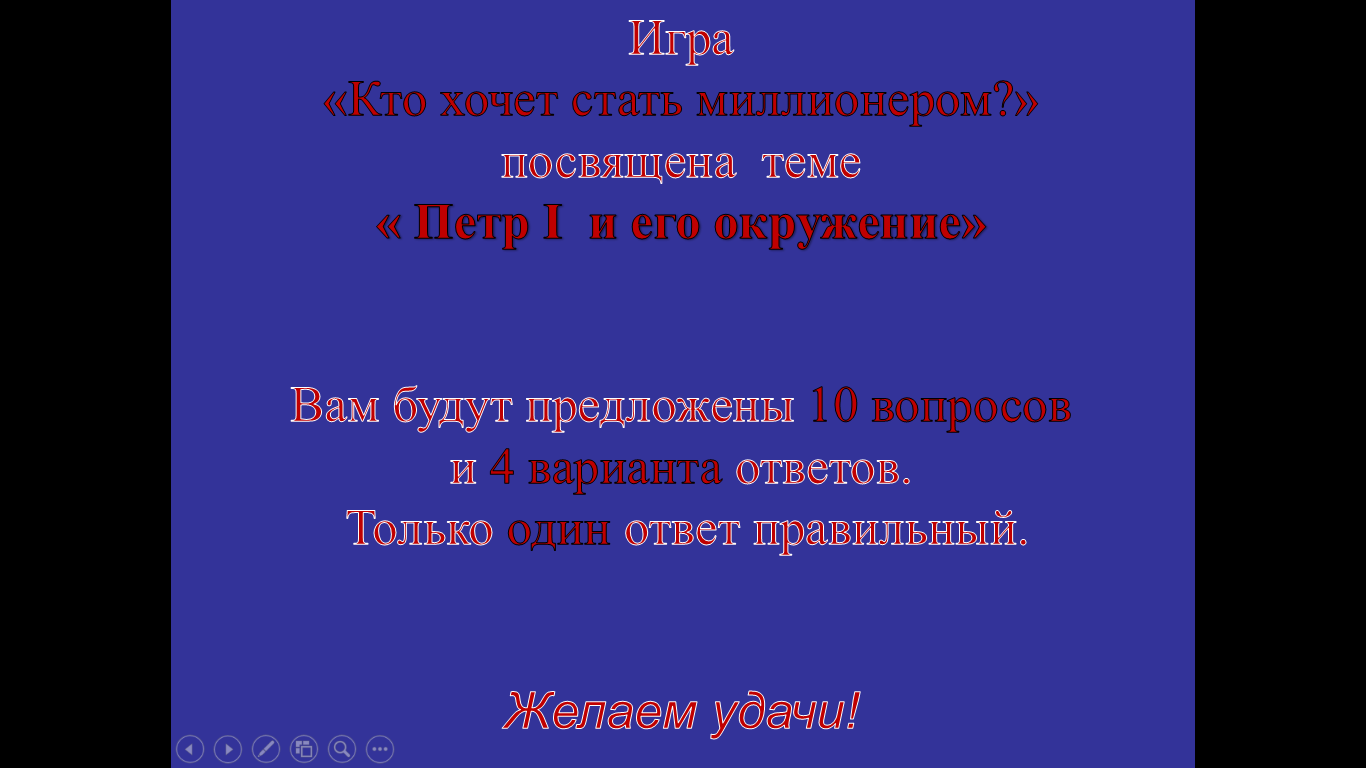 Игра
«Кто хочет стать миллионером?»
посвящена теме
« Петр I и его окружение»
Вам будут предложены 10 вопросов
и 4 варианта ответов.
Только один ответ правильный.
Желаем удачи!